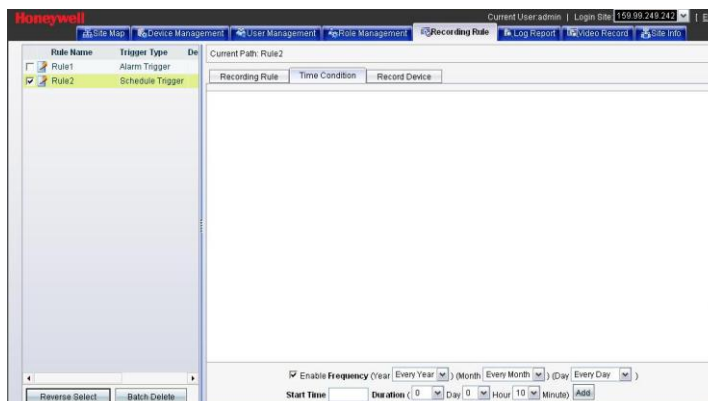 Honeywell
Current User:admin | Login Site: 159.99.249.242 | E
Site Map Device Management User Management Role Management Recording Rule Log Report Video Record Site Info
Rule Name Trigger Type De
Rule1 Alarm Trigger
Rule2 Schedule Trigger
Current Path: Rule2
Recording Rule Time Condition Record Device
Enable Frequency (Year Every Year ) (Month Every Month ) (Day Every Day )
Start Time Duration ( 0 Day 0 Hour 10 Minute) Add
Reverse Select Batch Delete